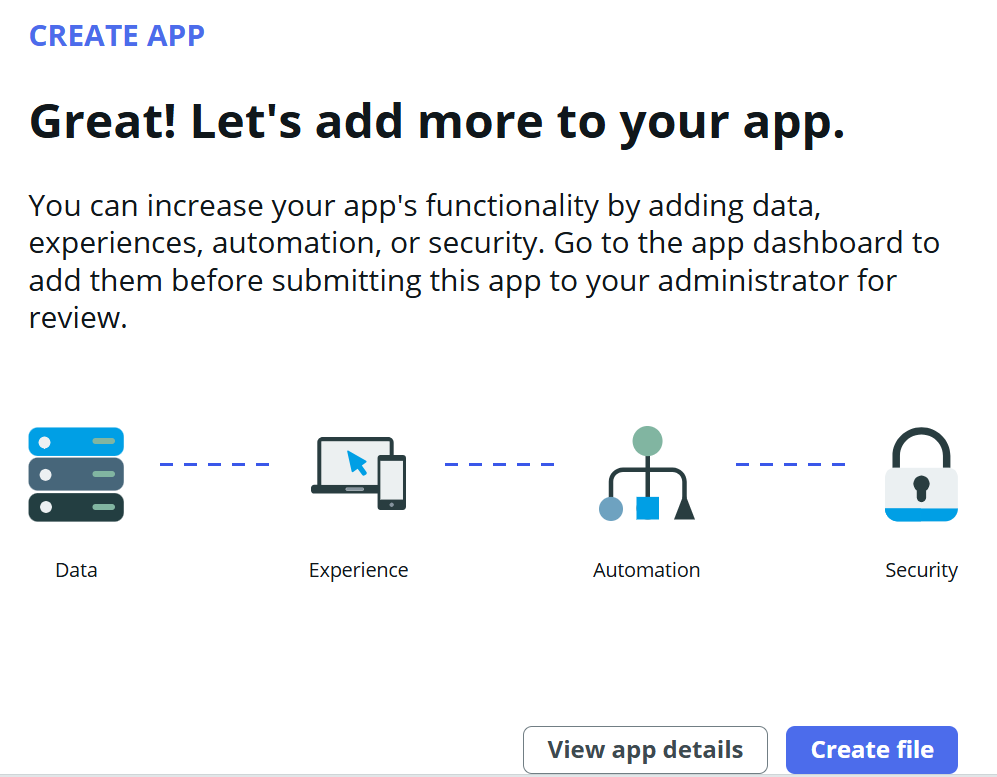 CREATE APP
Great! Let's add more to your app.
You can increase your app's functionality by adding data,
experiences, automation, or security. Go to the app dashboard to
add them before submitting this app to your administrator for
review.
Data
Experience
Automation
Security
View app details
Create file